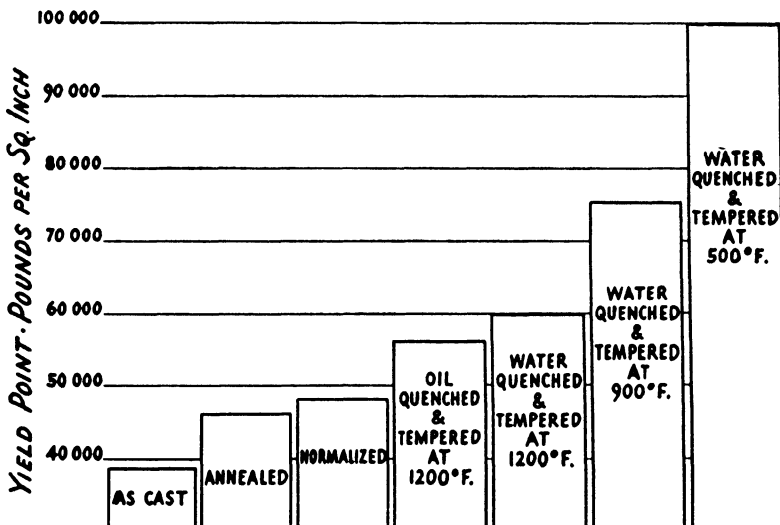 YIELD POINT · POUNDS PER SQ. INCH
100 000
90 000
80 000
70 000
60 000
50 000
40 000
AS CAST
ANNEALED
NORMALIZED
OIL
QUENCHED
&
TEMPERED
AT
1200°F.
WATER
QUENCHED
&
TEMPERED
AT
1200°F.
WATER
QUENCHED
&
TEMPERED
AT
900°F.
WATER
QUENCHED
&
TEMPERED
AT
500°F.